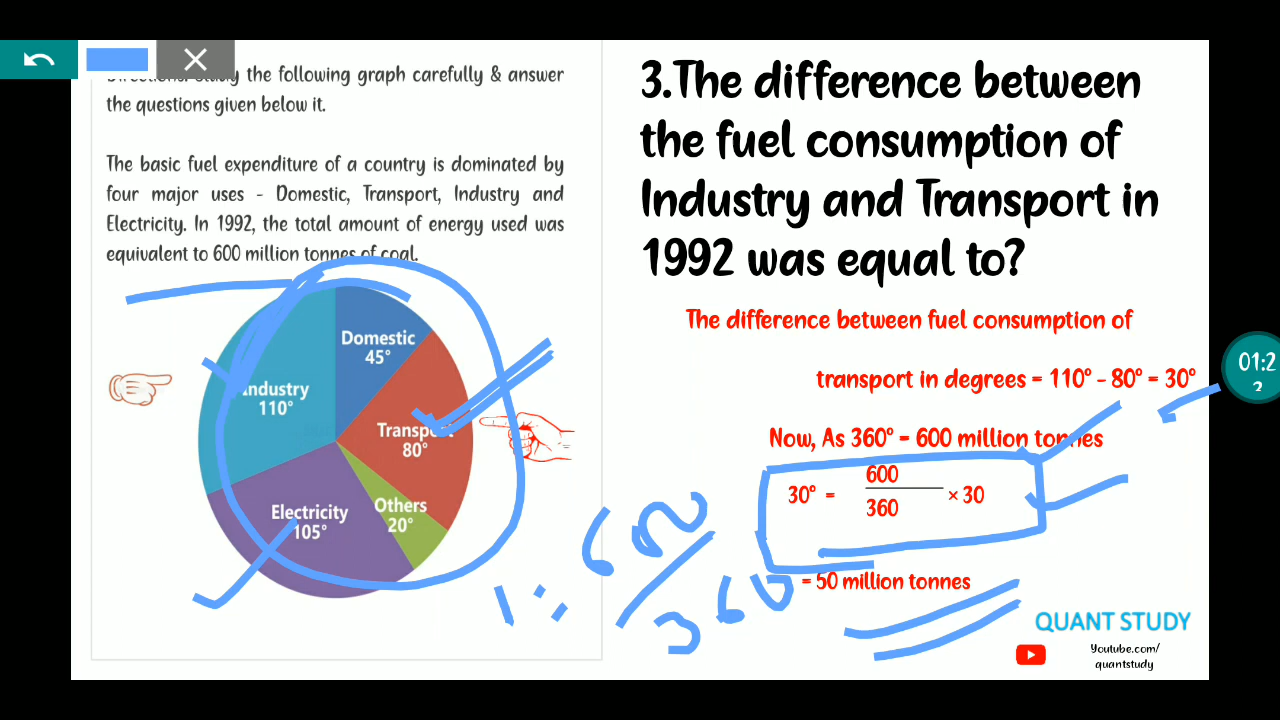 the following graph carefully & answer
the questions given below it.
The basic fuel expenditure of a country is dominated by
four major uses - Domestic, Transport, Industry and
Electricity. In 1992, the total amount of energy used was
equivalent to 600 million tonnes of coal.
Domestic
45°
Industry
110°
Transport
80°
Others
20°
Electricity
105°
3.The difference between
the fuel consumption of
Industry and Transport in
1992 was equal to?
The difference between fuel consumption of
transport in degrees = 110° - 80° = 30°
Now, As 360° = 600 million tonnes
30° = 600
360 × 30
= 50 million tonnes
1 : 600
360
QUANT STUDY
Youtube.com/
quantstudy